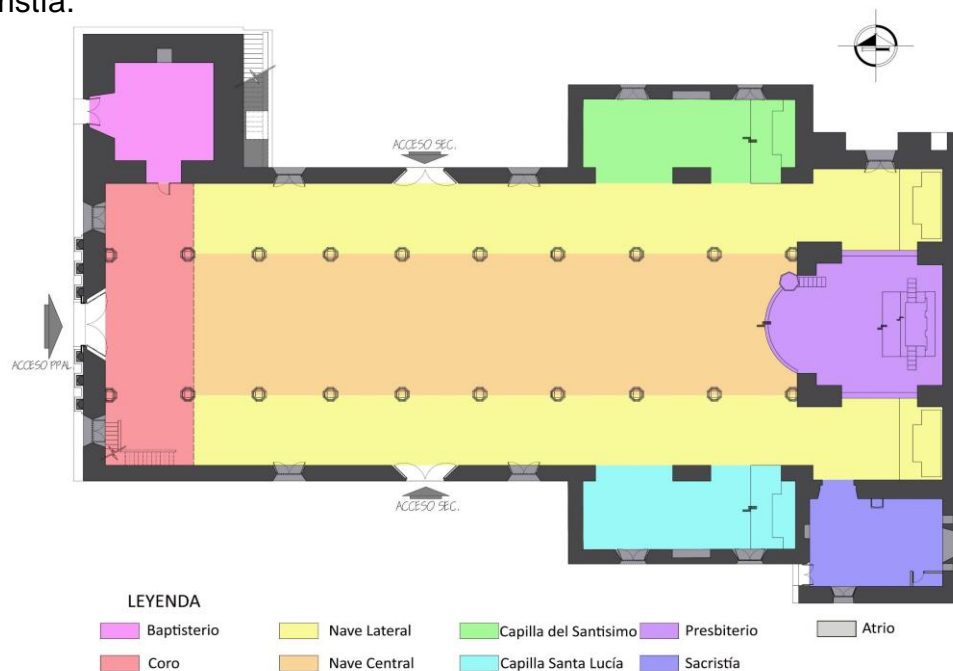 ristía.
ACCESO SEC.
ACCESO PPAL.
ACCESO SEC.
LEYENDA
Baptisterio
Nave Lateral
Capilla del Santisimo
Presbiterio
Atrio
Coro
Nave Central
Capilla Santa Lucía
Sacristía